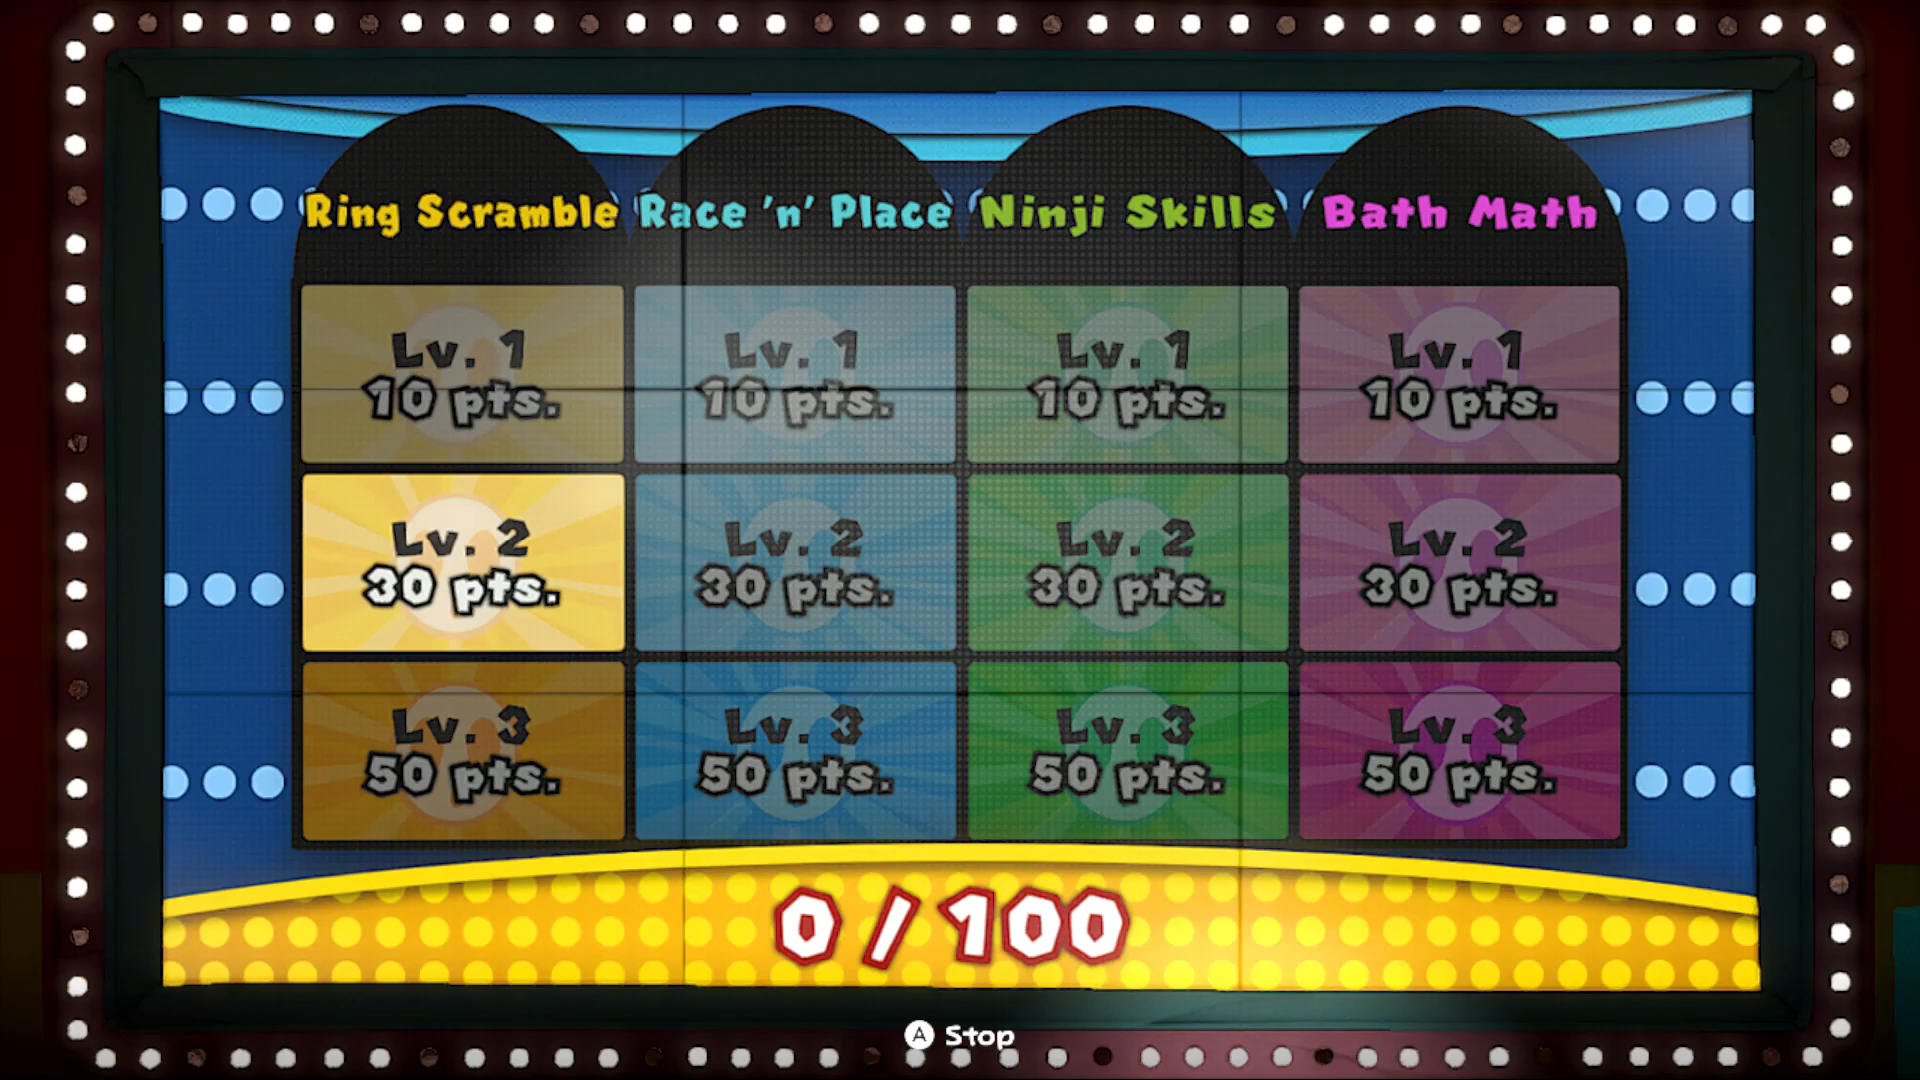 Ring Scramble Race 'n' Place Ninji Skills Bath Math
Lv. 1 Lv. 1 Lv. 1 Lv. 1
10 pts. 10 pts. 10 pts. 10 pts.
Lv. 2 Lv. 2 Lv. 2 Lv. 2
30 pts. 30 pts. 30 pts. 30 pts.
Lv. 3 Lv. 3 Lv. 3 Lv. 3
50 pts. 50 pts. 50 pts. 50 pts.
0 / 100
A Stop